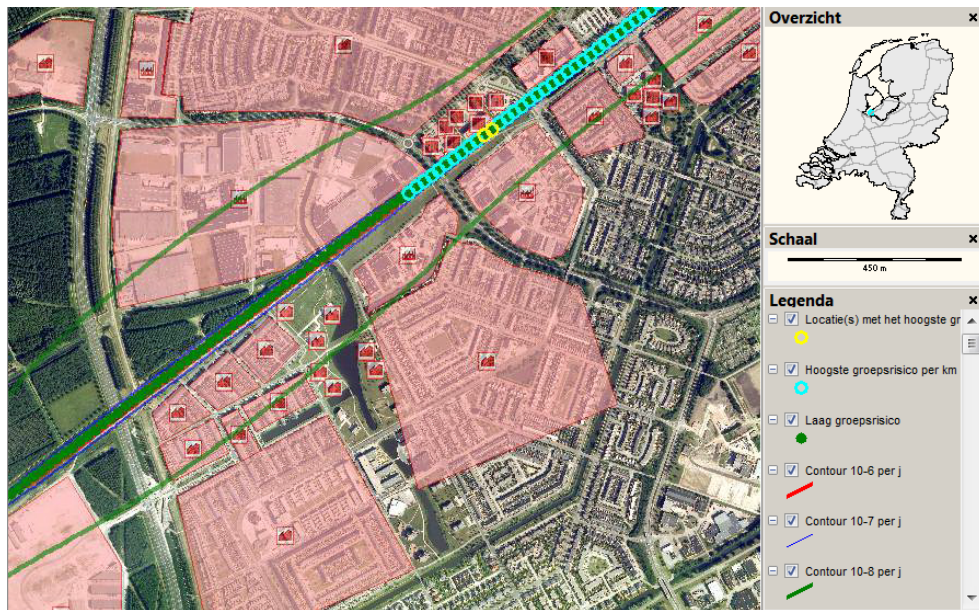 Overzicht
Schaal
450 m
Legenda
Locatie(s) met het hoogste gr
Hoogste groepsrisico per km
Laag groepsrisico
Contour 10-6 per j
Contour 10-7 per j
Contour 10-8 per j